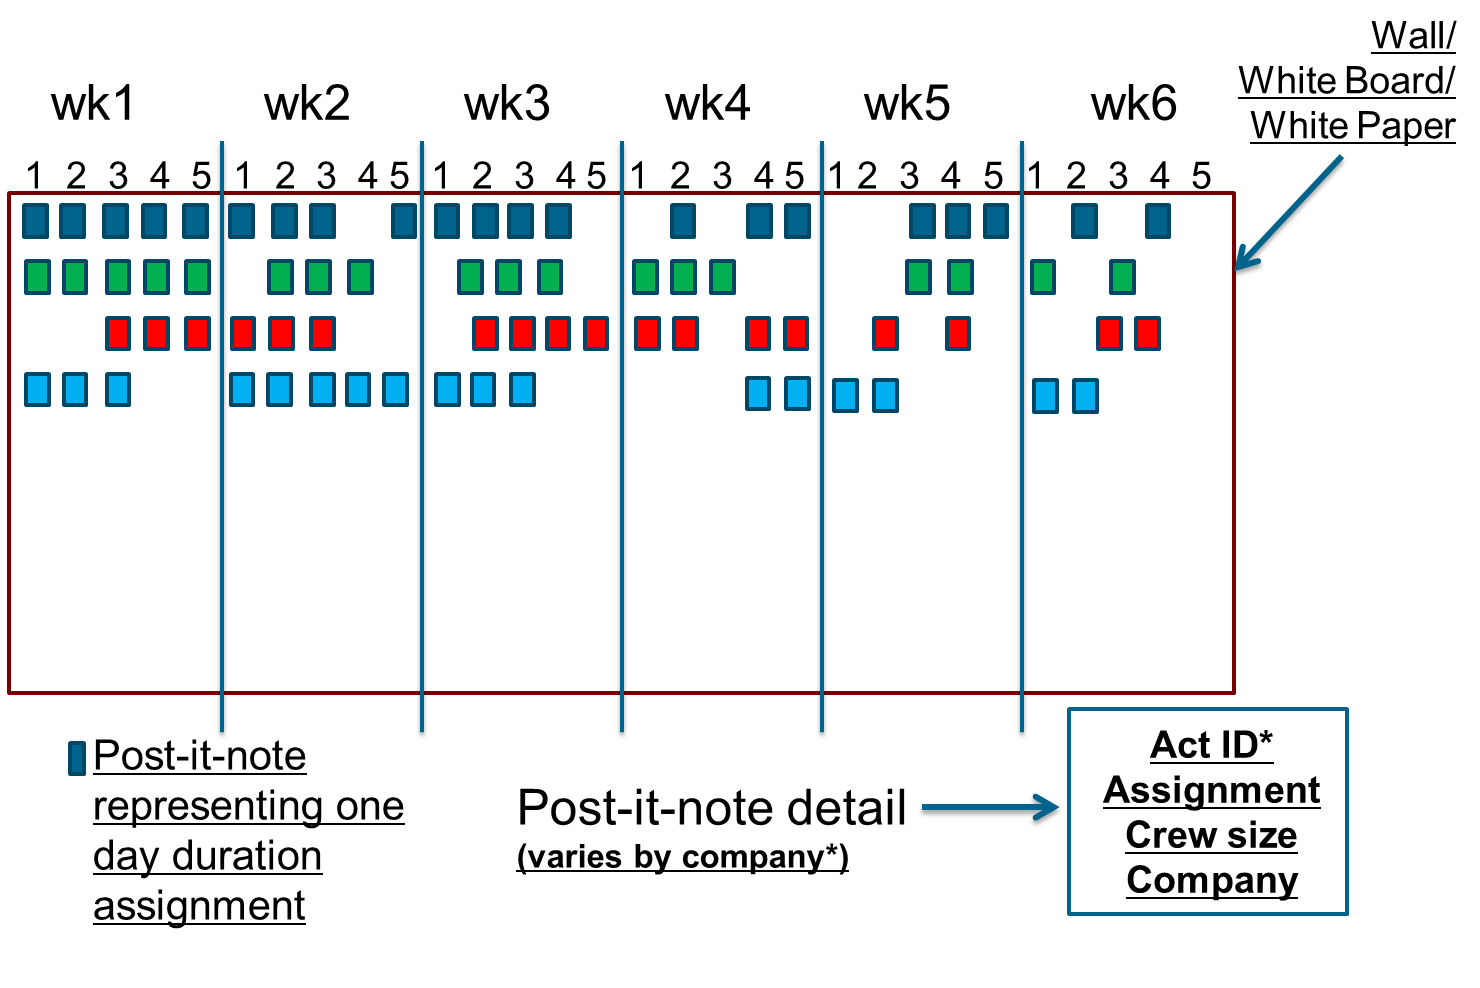 Wall/
White Board/
White Paper
wk1 wk2 wk3 wk4 wk5 wk6
1 2 3 4 5 1 2 3 4 5 1 2 3 4 5 1 2 3 4 5 1 2 3 4 5 1 2 3 4 5
Post-it-note
representing one
day duration
assignment
Post-it-note detail
(varies by company*)
Act ID*
Assignment
Crew size
Company